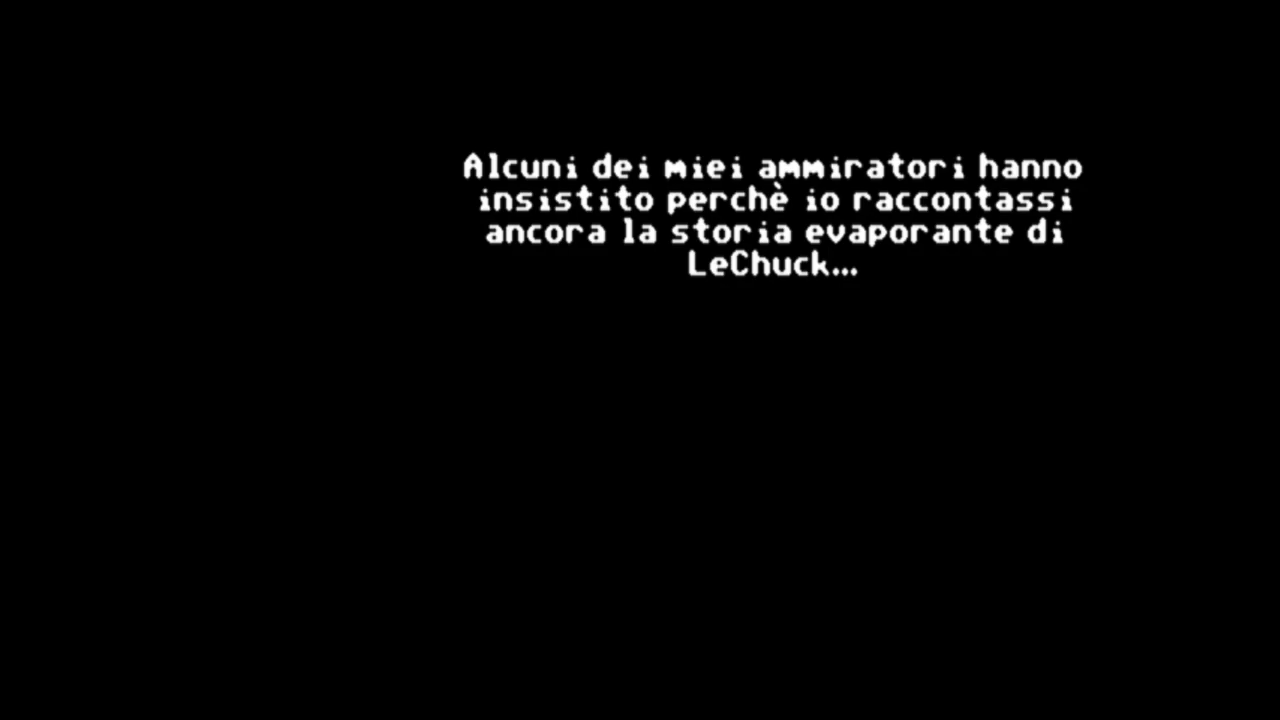 Alcuni dei miei ammiratori hanno
insistito perchè io raccontassi
ancora la storia evaporante di
LeChuck...